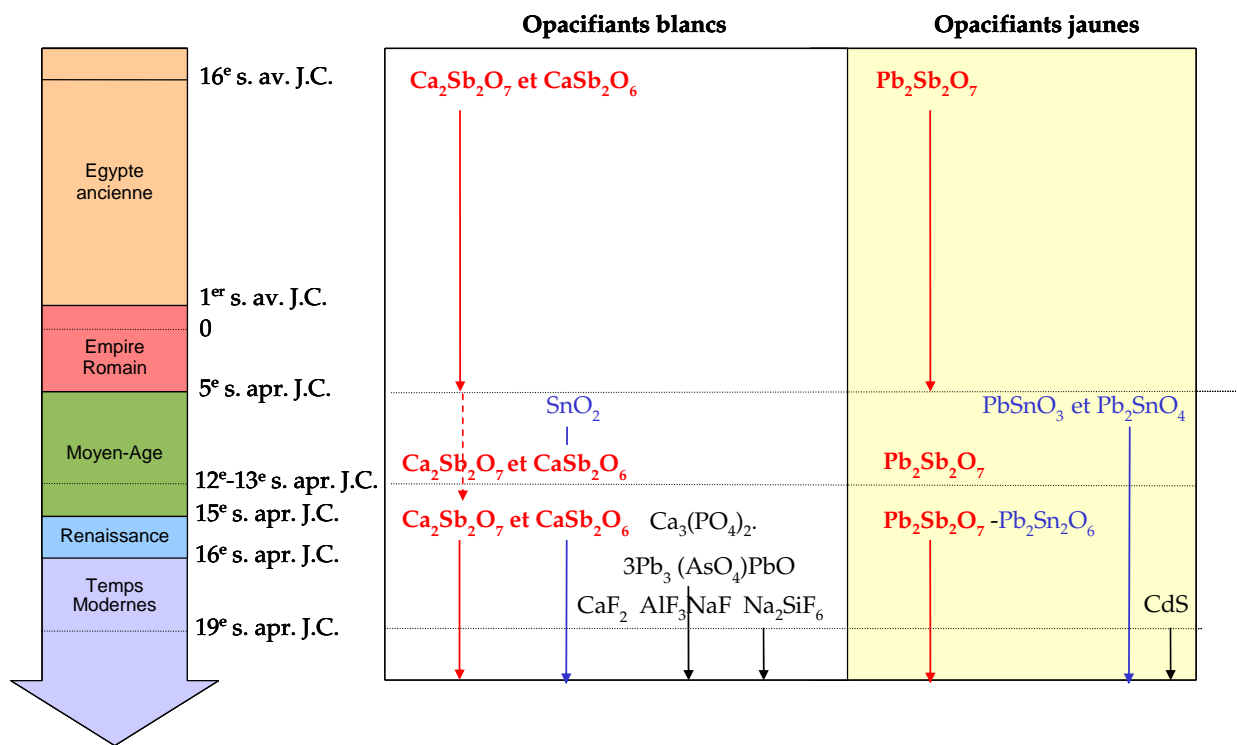 Opacifiants blancs
Opacifiants jaunes
16e s. av. J.C.
Ca2Sb2O7 et CaSb2O6
Pb2Sb2O7
Egypte
ancienne
1er s. av. J.C.
0
Empire
Romain
5e s. apr. J.C.
SnO2
PbSnO3 et Pb2SnO4
Moyen-Age
Ca2Sb2O7 et CaSb2O6
Pb2Sb2O7
12e-13e s. apr. J.C.
15e s. apr. J.C.
Ca2Sb2O7 et CaSb2O6
Ca3(PO4)2.
Pb2Sb2O7 -Pb2Sn2O6
Renaissance
16e s. apr. J.C.
3Pb3 (AsO4)PbO
Temps
Modernes
CaF2 AlF3NaF Na2SiF6
CdS
19e s. apr. J.C.